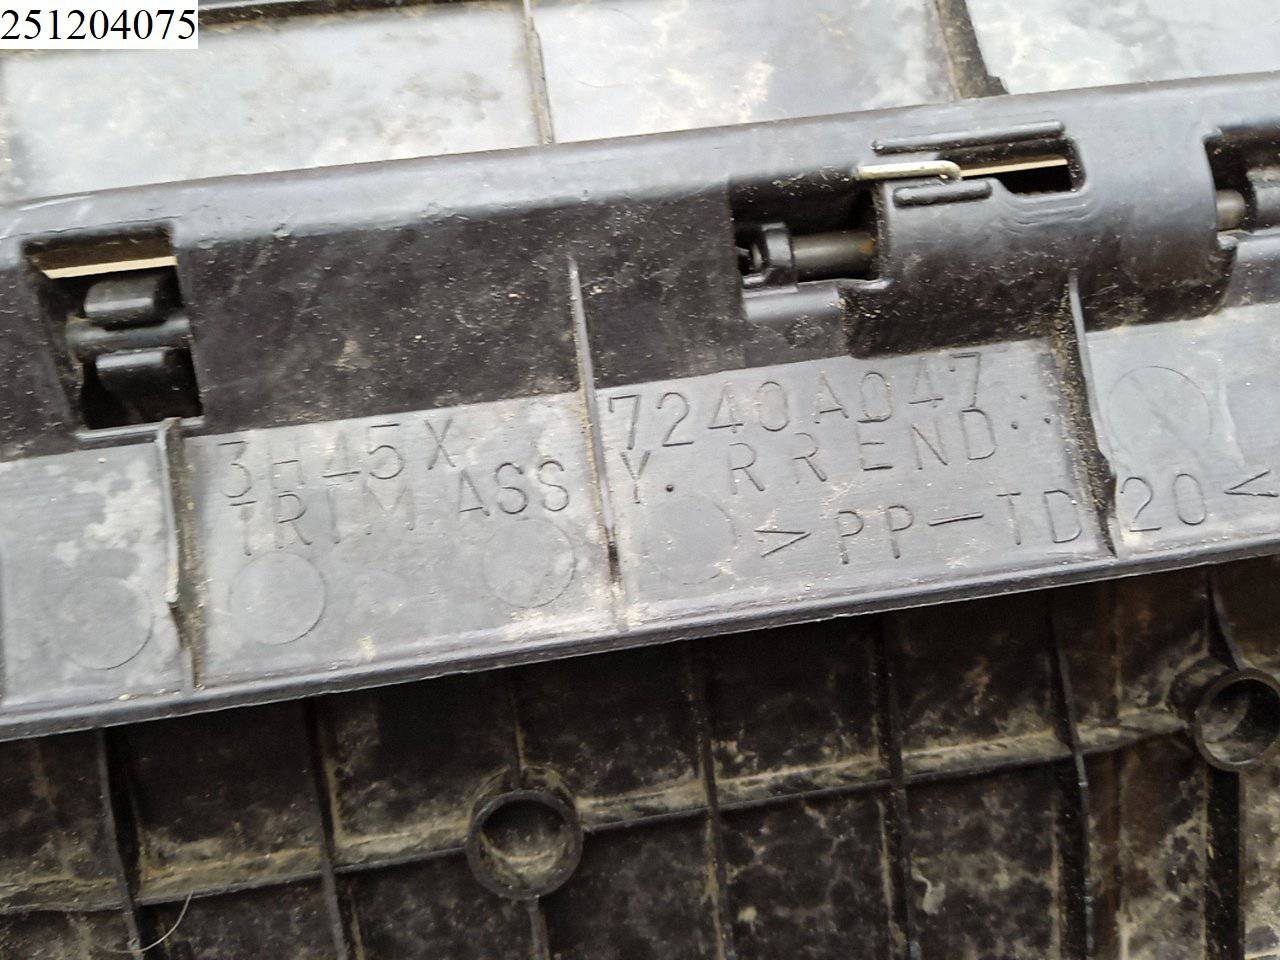 251204075
3H45X 7240A047
TRIM ASSY. RR END
>PP-TD20<